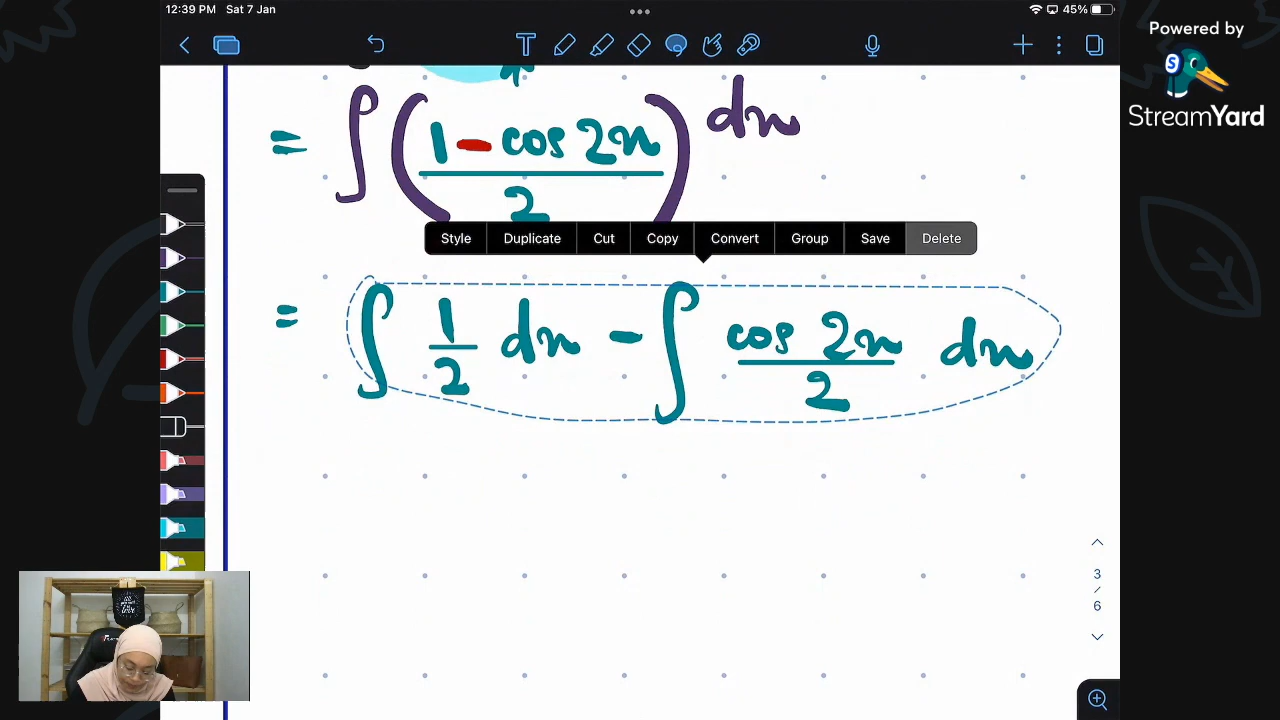 12:39 PM Sat 7 Jan
45%
Powered by
StreamYard
= ∫ ( (1 - cos 2x) / 2 ) dx
Style Duplicate Cut Copy Convert Group Save Delete
= ∫ 1/2 dx - ∫ cos 2x / 2 dx
3
/
6